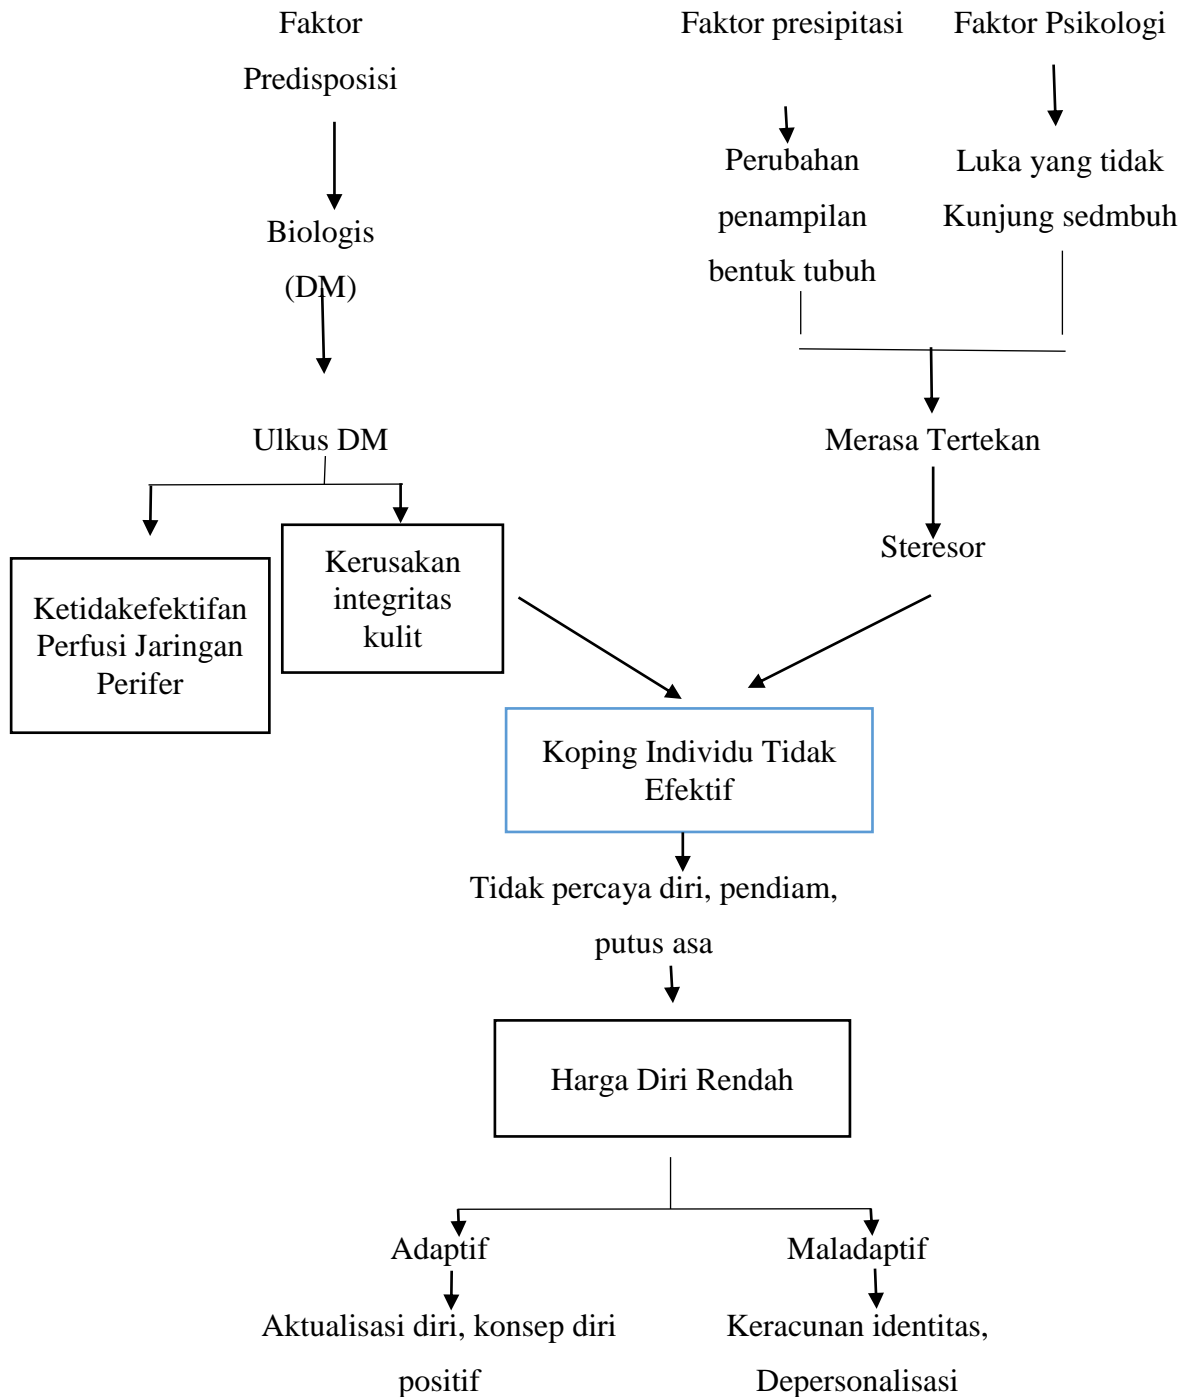 Faktor
Predisposisi
Faktor presipitasi
Faktor Psikologi
Biologis
(DM)
Perubahan
penampilan
bentuk tubuh
Luka yang tidak
Kunjung sedmbuh
Ulkus DM
Merasa Tertekan
Ketidakefektifan
Perfusi Jaringan
Perifer
Kerusakan
integritas
kulit
Steresor
Koping Individu Tidak
Efektif
Tidak percaya diri, pendiam,
putus asa
Harga Diri Rendah
Adaptif
Maladaptif
Aktualisasi diri, konsep diri
positif
Keracunan identitas,
Depersonalisasi